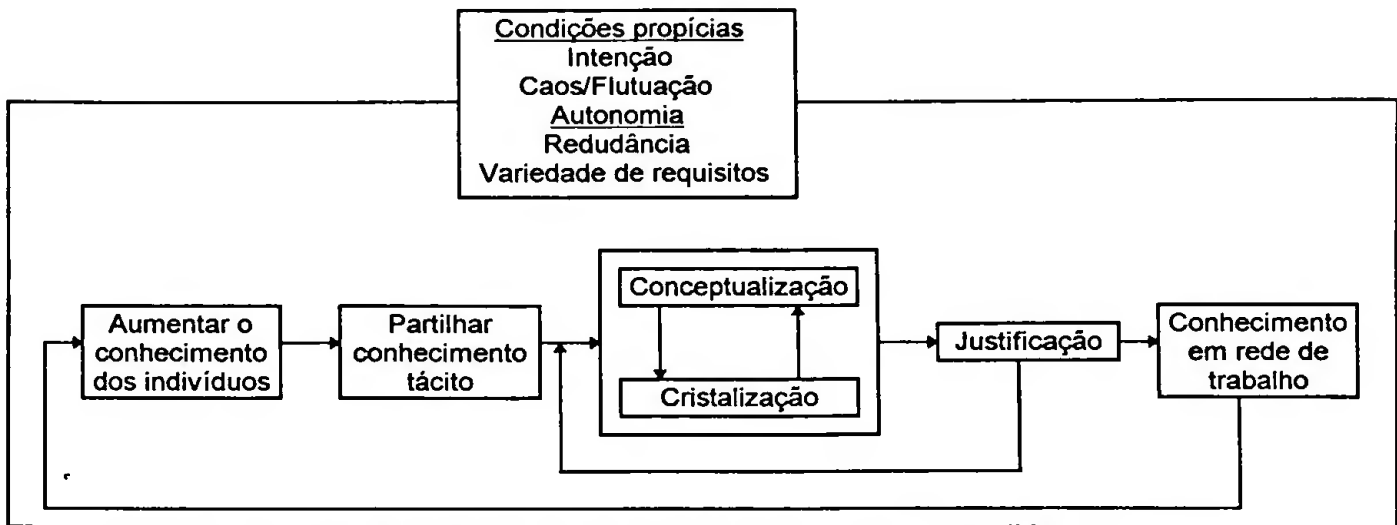 Condições propícias
Intenção
Caos/Flutuação
Autonomia
Redudância
Variedade de requisitos
Aumentar o
conhecimento
dos indivíduos
Partilhar
conhecimento
tácito
Conceptualização
Cristalização
Justificação
Conhecimento
em rede de
trabalho